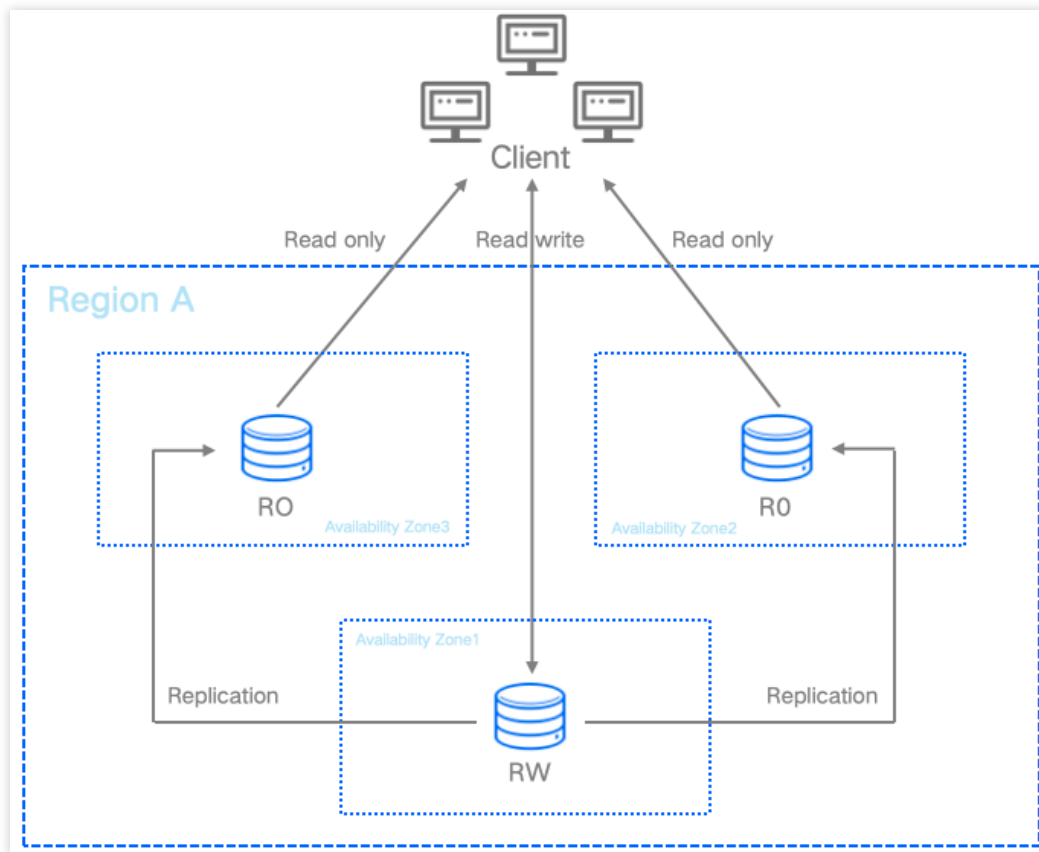 Client
Read only
Read write
Read only
Region A
RO
Availability Zone3
R0
Availability Zone2
Availability Zone1
Replication
Replication
RW